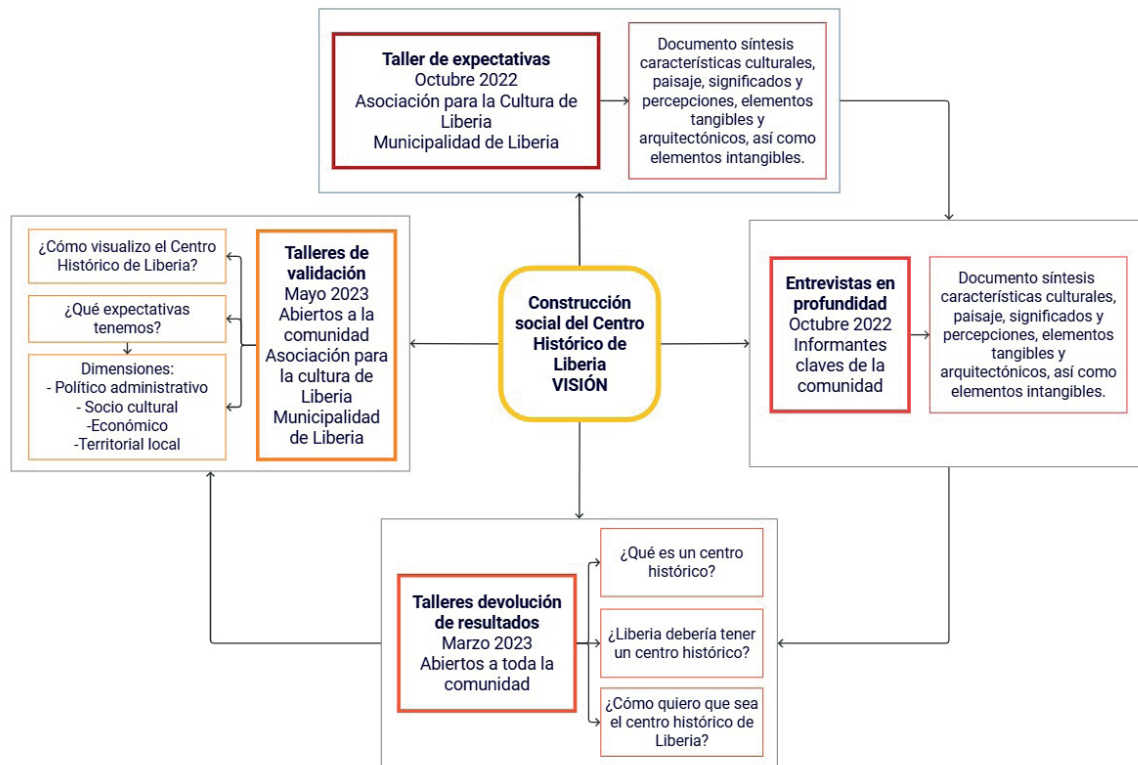 Taller de expectativas
Octubre 2022
Asociación para la Cultura de
Liberia
Municipalidad de Liberia
Documento síntesis
características culturales,
paisaje, significados y
percepciones, elementos
tangibles y
arquitectónicos, así como
elementos intangibles.
¿Cómo visualizo el Centro
Histórico de Liberia?
¿Qué expectativas
tenemos?
Dimensiones:
- Político administrativo
- Socio cultural
-Económico
-Territorial local
Talleres de
validación
Mayo 2023
Abiertos a la
comunidad
Asociación para
la cultura de
Liberia
Municipalidad
de Liberia
Construcción
social del Centro
Histórico de
Liberia
VISIÓN
Entrevistas en
profundidad
Octubre 2022
Informantes
claves de la
comunidad
Documento síntesis
características culturales,
paisaje, significados y
percepciones, elementos
tangibles y
arquitectónicos, así como
elementos intangibles.
Talleres devolución
de resultados
Marzo 2023
Abiertos a toda la
comunidad
¿Qué es un centro
histórico?
¿Liberia debería tener
un centro histórico?
¿Cómo quiero que sea
el centro histórico de
Liberia?